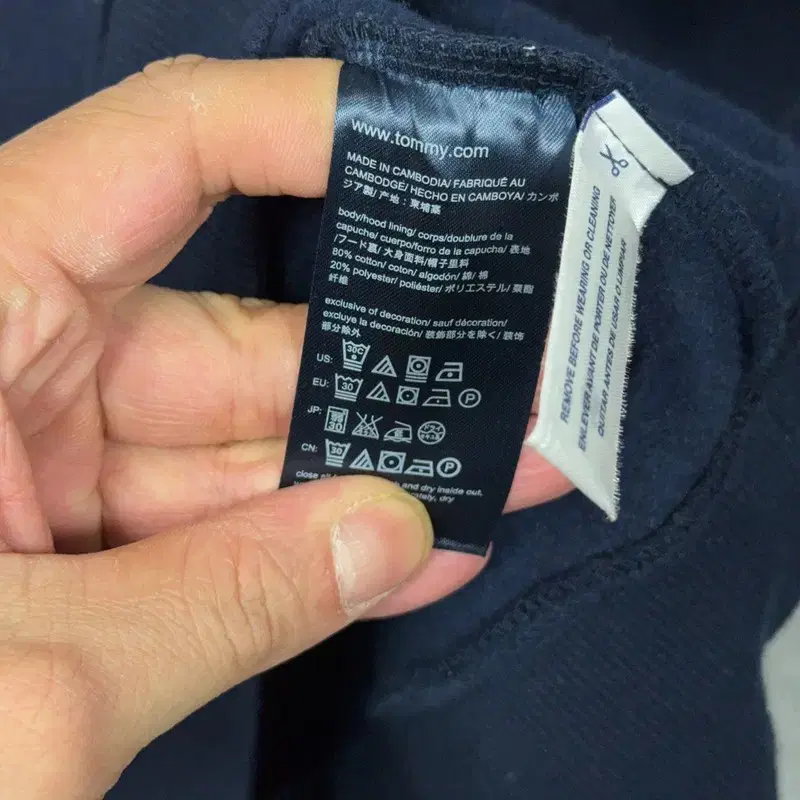 www.tommy.com
MADE IN CAMBODIA/ FABRIQUÉ AU
CAMBODGE/ HECHO EN CAMBOYA/ カンボ
ジア製/ 产地：柬埔寨
body/hood lining/ corps/doublure de la
capuche/ cuerpo/forro de la capucha/ 表地
/フード裏/ 大身面料/帽子里料
80% cotton/ coton/ algodón/ 綿/ 棉
20% polyester/ poliéster/ ポリエステル/ 聚酯
纤维
exclusive of decoration/ sauf décoration/
excluye la decoración/ 装飾部分を除く/ 装饰
部分除外
US: 30C
EU: 30 P
JP: 30
CN: 30 P
close all
and dry inside out,
dry
REMOVE BEFORE WEARING OR CLEANING
ENLEVER AVANT DE PORTER OU DE NETTOYER
QUITAR ANTES DE USAR O LIMPIAR